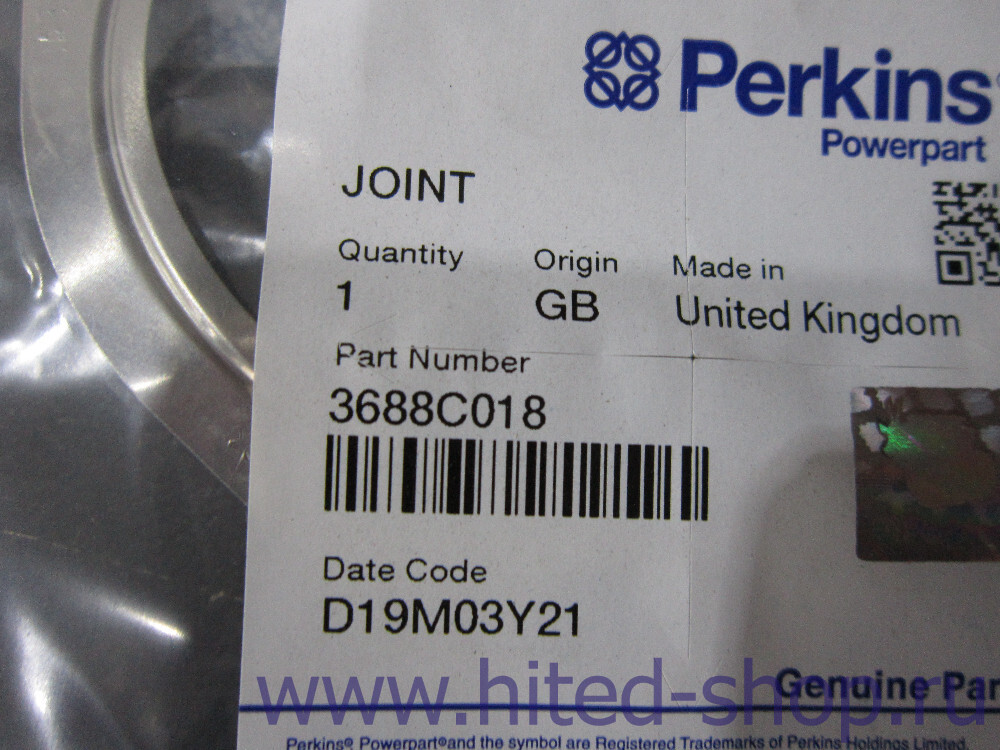 Perkins®
Powerpart
JOINT
Quantity
1
Origin
GB
Made in
United Kingdom
Part Number
3688C018
Date Code
D19M03Y21
www.hited-shop.ru
Genuine Par
Perkins® Powerpart® and the symbol are Registered Trademarks of Perkins Holdings Limited.